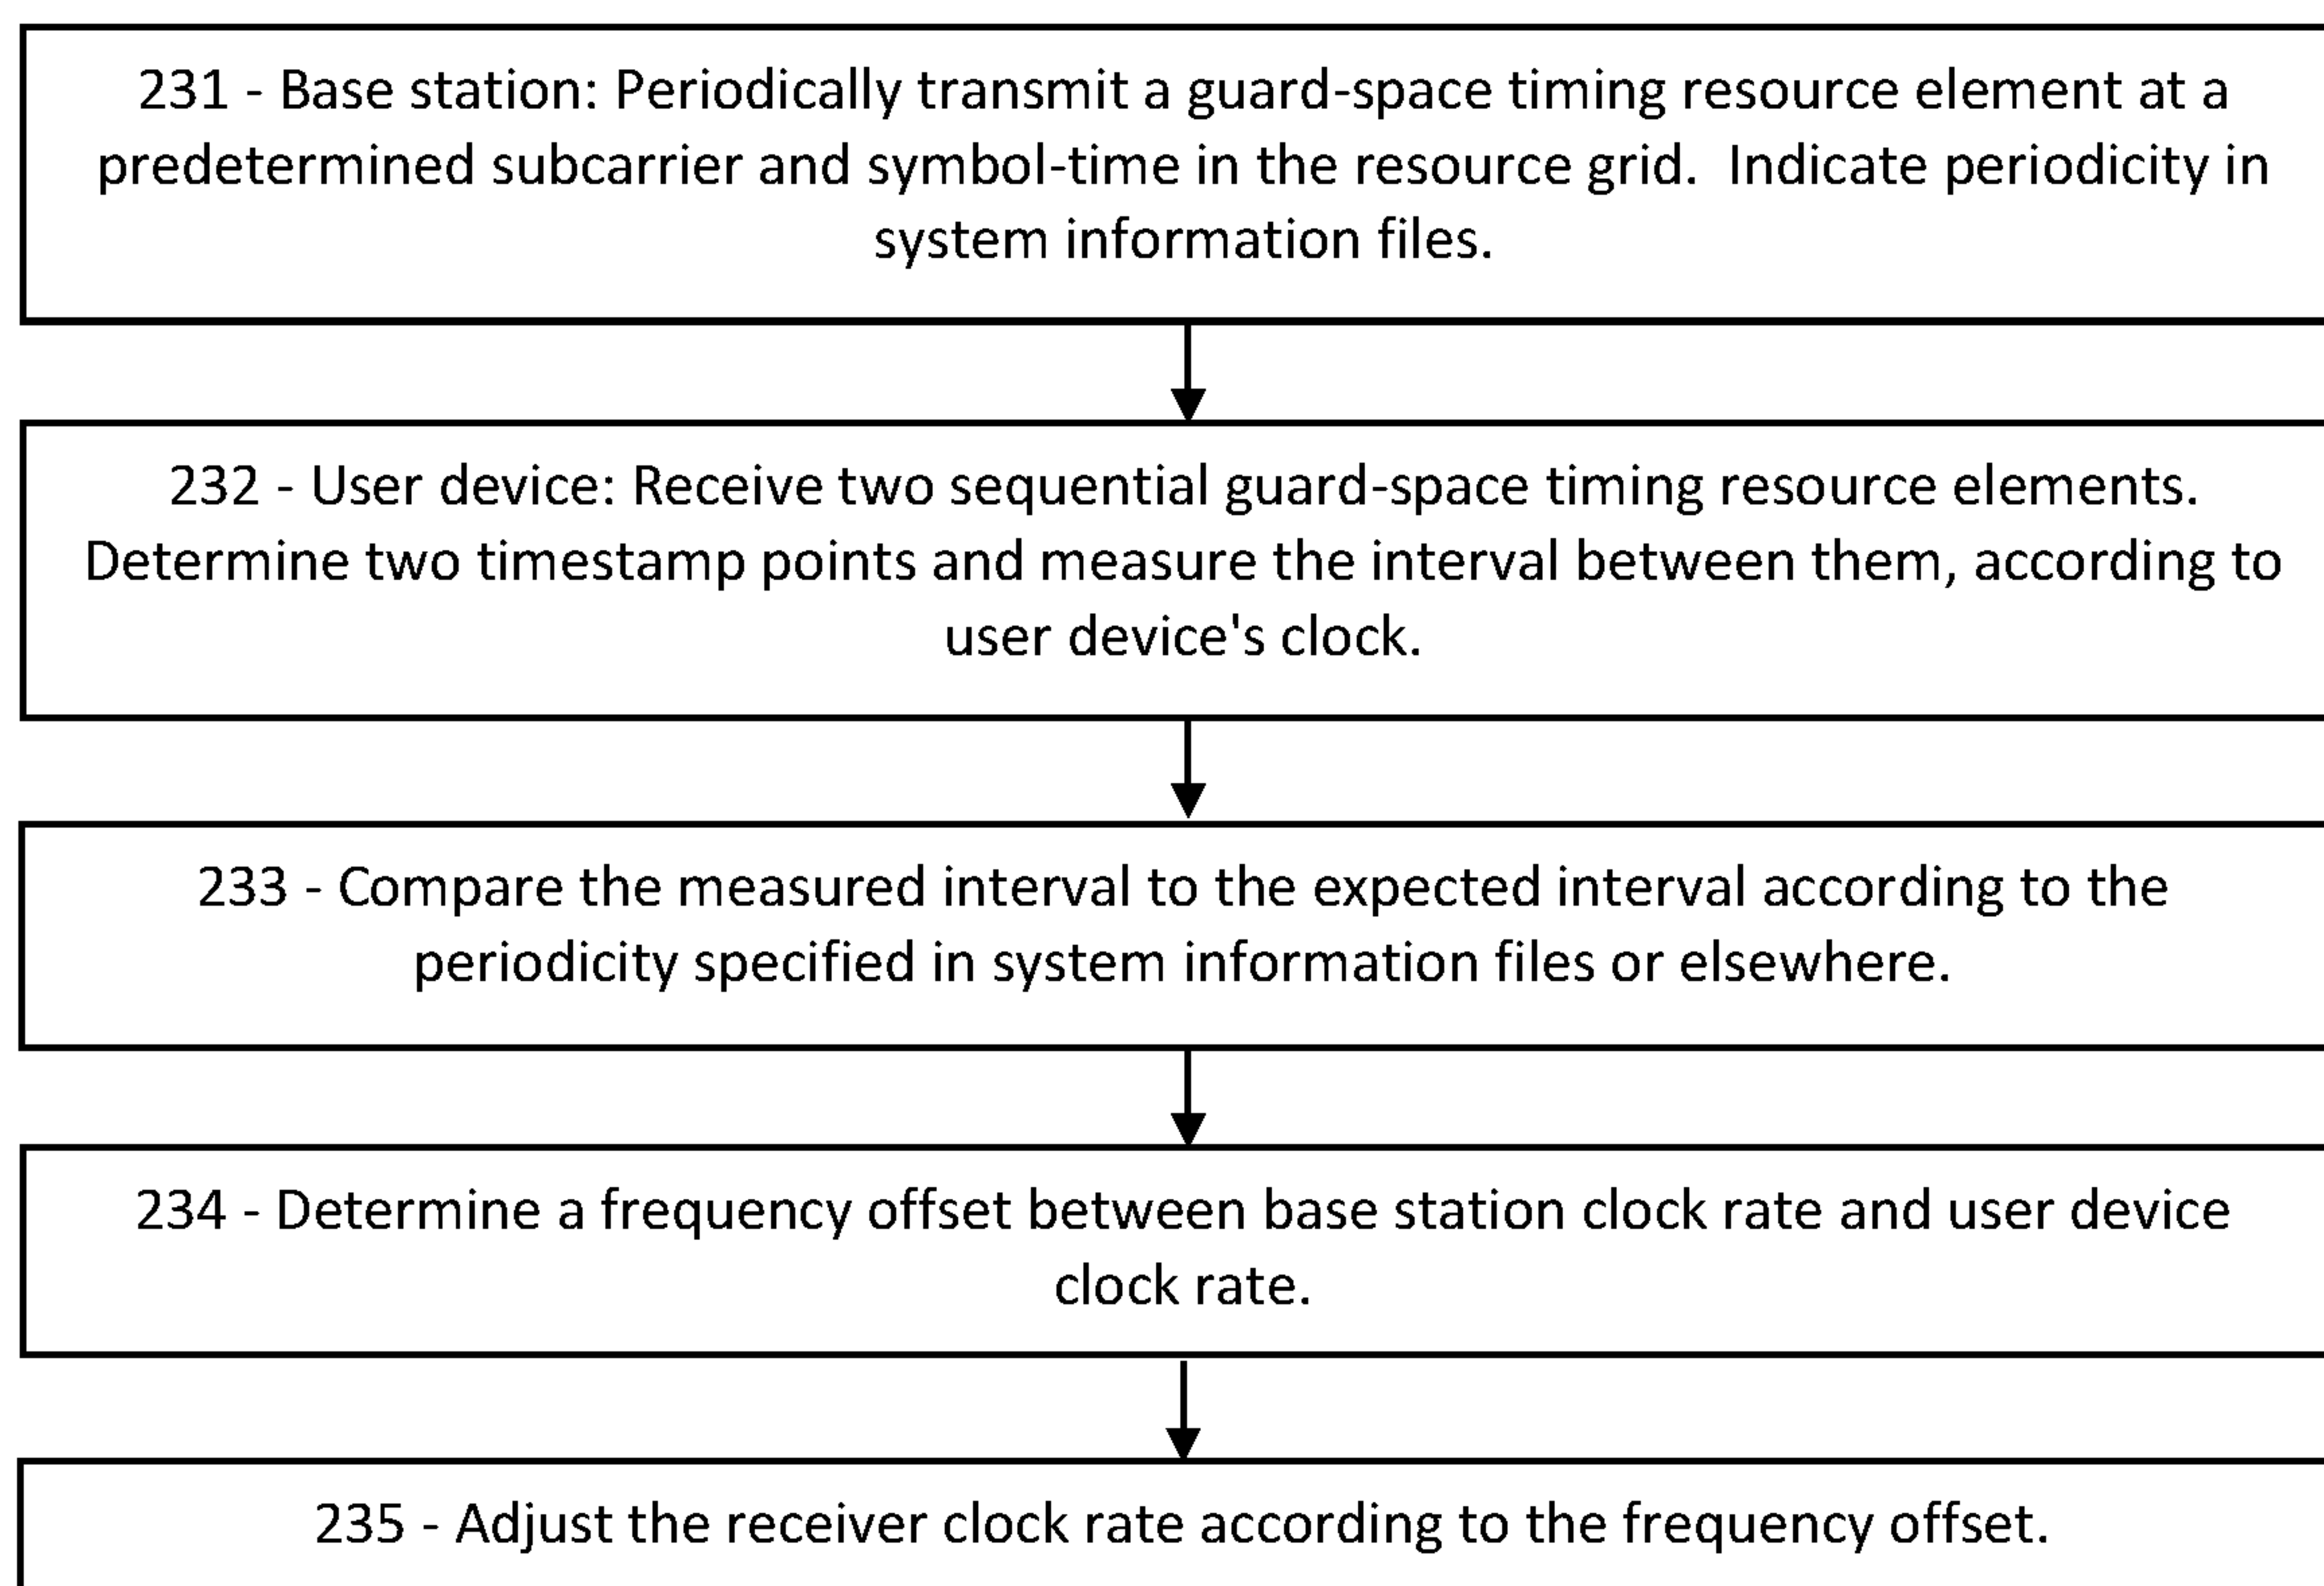 231 - Base station: Periodically transmit a guard-space timing resource element at a
predetermined subcarrier and symbol-time in the resource grid.  Indicate periodicity in
system information files.
232 - User device: Receive two sequential guard-space timing resource elements.
Determine two timestamp points and measure the interval between them, according to
user device's clock.
233 - Compare the measured interval to the expected interval according to the
periodicity specified in system information files or elsewhere.
234 - Determine a frequency offset between base station clock rate and user device
clock rate.
235 - Adjust the receiver clock rate according to the frequency offset.